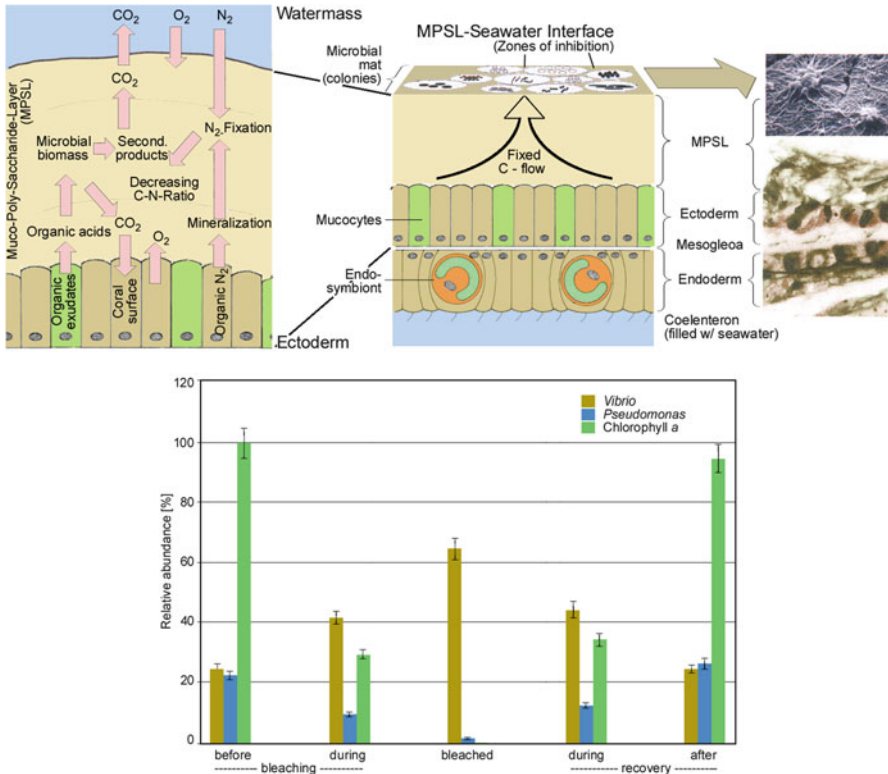 CO2
O2
N2
Watermass
CO2
Muco-Poly-Saccharide-Layer
(MPSL)
Microbial
biomass
Second.
products
N2.Fixation
Decreasing
C-N-Ratio
Mineralization
Organic acids
CO2
O2
Organic
exudates
Coral
surface
Organic N2
Ectoderm
MPSL-Seawater Interface
(Zones of inhibition)
Microbial
mat
(colonies)
Fixed
C - flow
Mucocytes
Endo-
symbiont
MPSL
Ectoderm
Mesogleoa
Endoderm
Coelenteron
(filled w/ seawater)
Relative abundance [%]
120
100
80
60
40
20
0
Vibrio
Pseudomonas
Chlorophyll a
before
during
bleached
during
after
----------- bleaching -----------
------------ recovery ------------